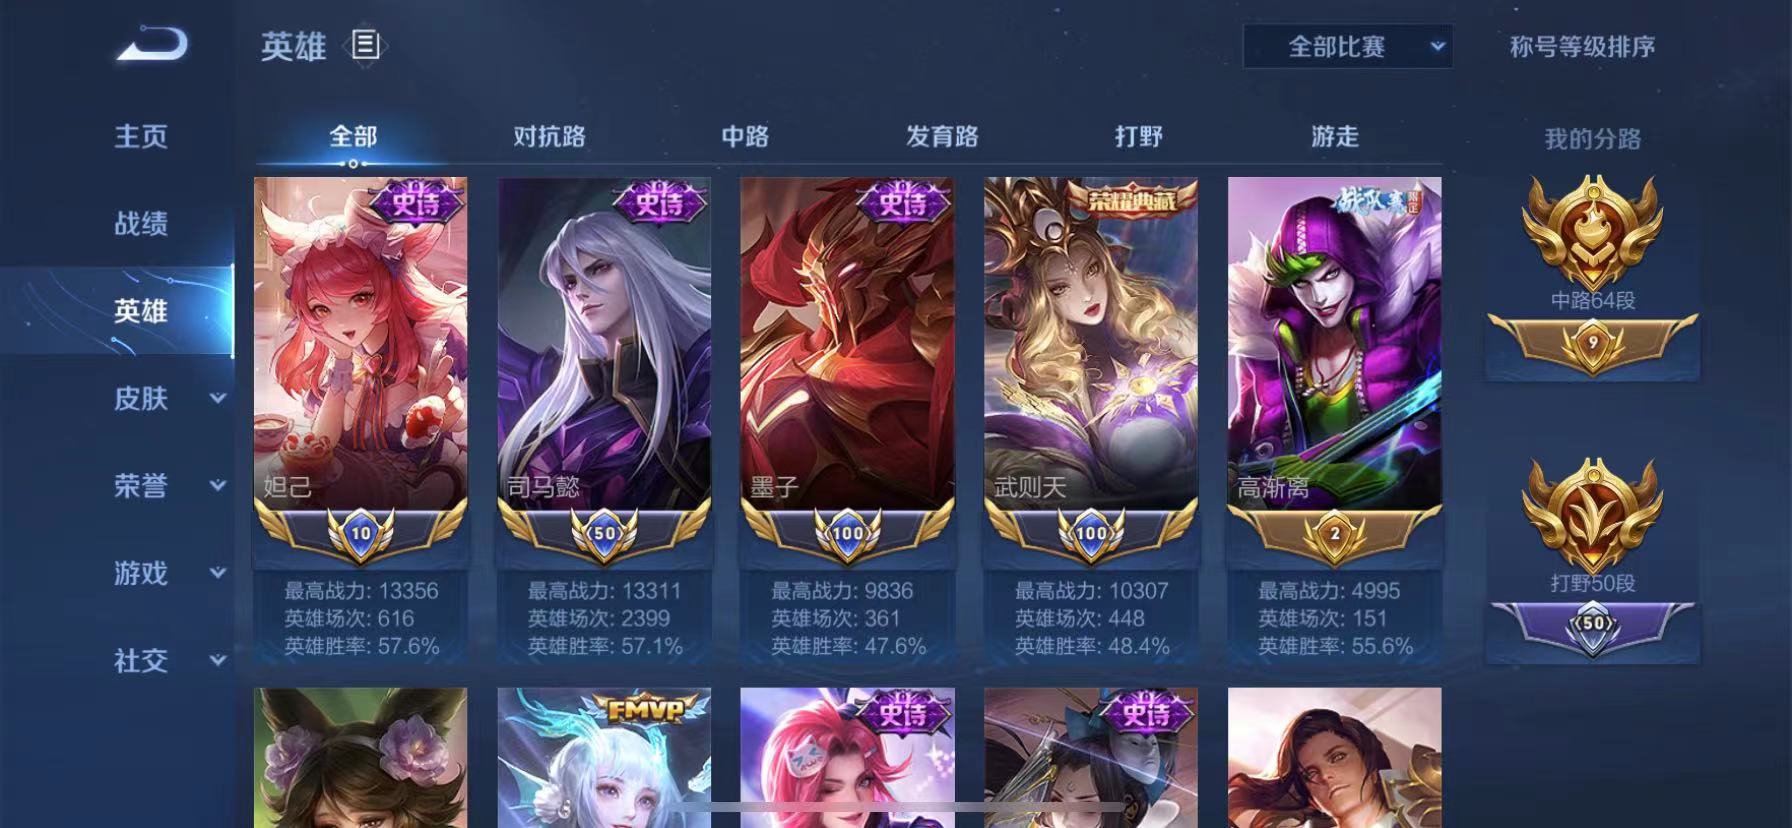 英雄
全部比赛
称号等级排序
主页
战绩
英雄
皮肤
荣誉
游戏
社交
全部
对抗路
中路
发育路
打野
游走
我的分路
史诗
妲己
10
最高战力: 13356
英雄场次: 616
英雄胜率: 57.6%
史诗
司马懿
50
最高战力: 13311
英雄场次: 2399
英雄胜率: 57.1%
史诗
墨子
100
最高战力: 9836
英雄场次: 361
英雄胜率: 47.6%
荣耀典藏
武则天
100
最高战力: 10307
英雄场次: 448
英雄胜率: 48.4%
战队赛
限定
高渐离
2
最高战力: 4995
英雄场次: 151
英雄胜率: 55.6%
中路64段
9
打野50段
50
FMVP
史诗
史诗